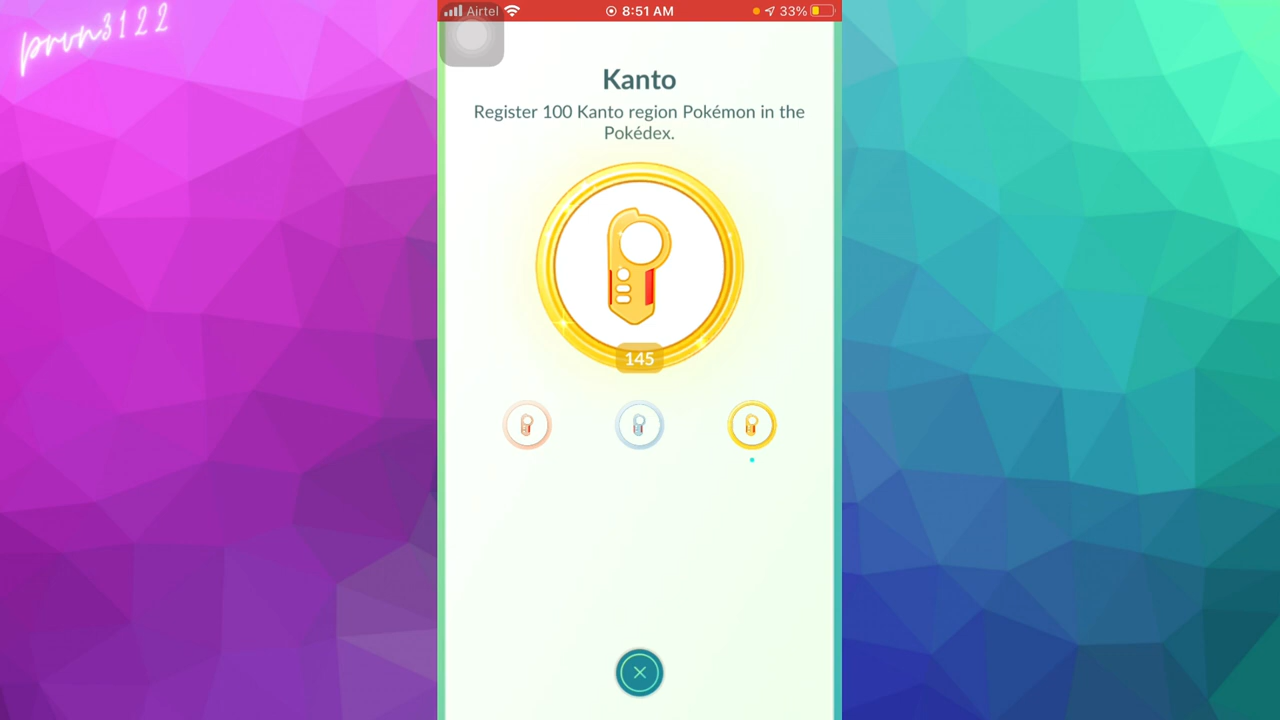 prvn3122
Airtel 8:51 AM 33%
Kanto
Register 100 Kanto region Pokémon in the
Pokédex.
145